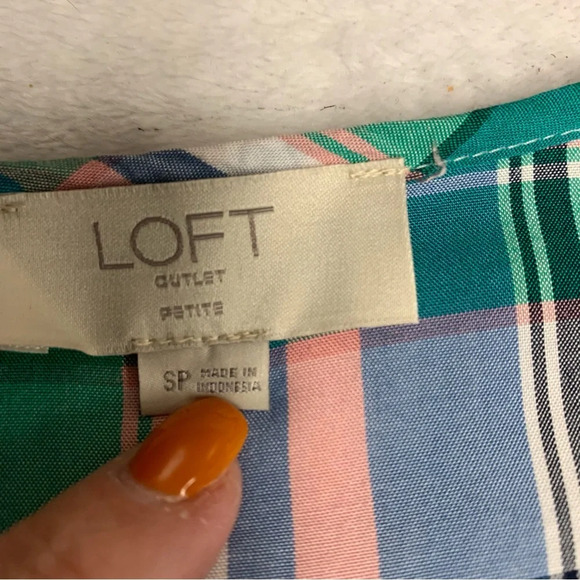 LOFT
OUTLET
PETITE
SP MADE IN
INDONESIA